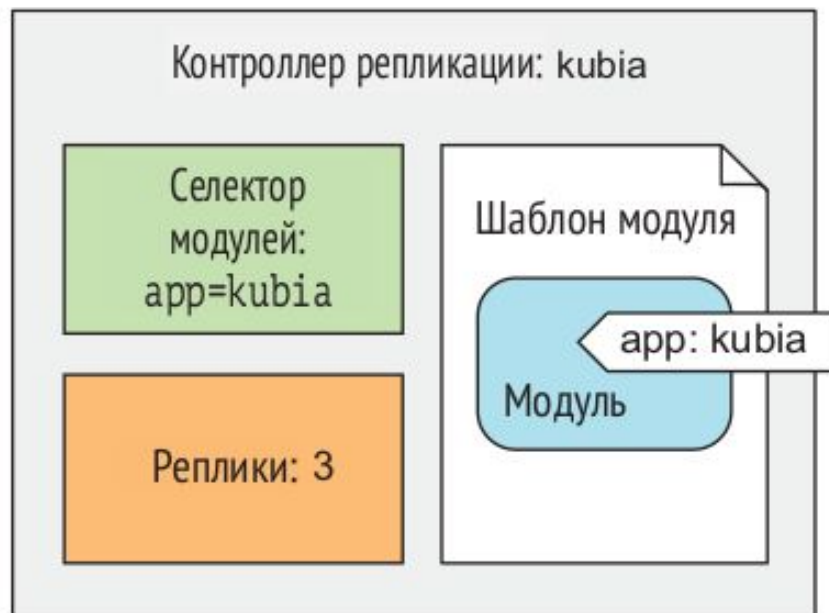 Контроллер репликации: kubia
Селектор
модулей:
app=kubia
Реплики: 3
Шаблон модуля
app: kubia
Модуль